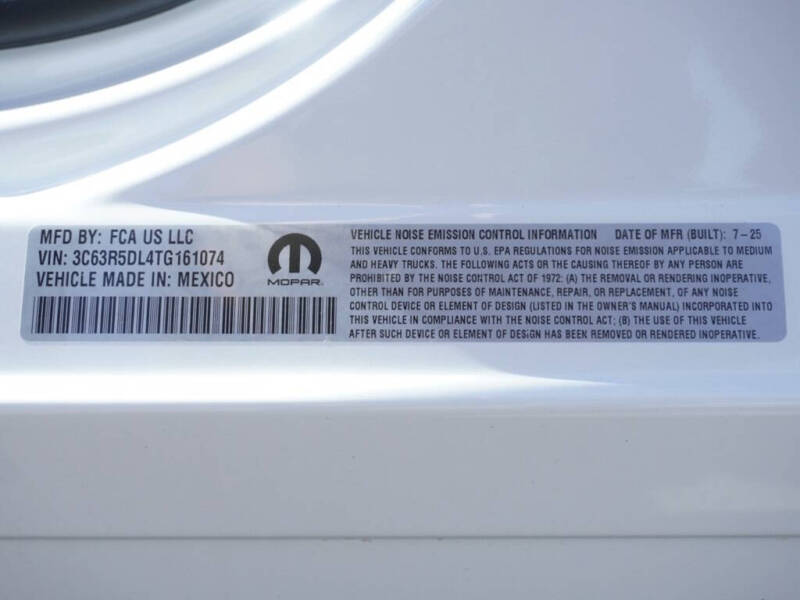 MFD BY: FCA US LLC
VIN: 3C63R5DL4TG161074
VEHICLE MADE IN: MEXICO
MOPAR
VEHICLE NOISE EMISSION CONTROL INFORMATION DATE OF MFR (BUILT): 7-25
THIS VEHICLE CONFORMS TO U.S. EPA REGULATIONS FOR NOISE EMISSION APPLICABLE TO MEDIUM
AND HEAVY TRUCKS. THE FOLLOWING ACTS OR THE CAUSING THEREOF BY ANY PERSON ARE
PROHIBITED BY THE NOISE CONTROL ACT OF 1972: (A) THE REMOVAL OR RENDERING INOPERATIVE,
OTHER THAN FOR PURPOSES OF MAINTENANCE, REPAIR, OR REPLACEMENT, OF ANY NOISE
CONTROL DEVICE OR ELEMENT OF DESIGN (LISTED IN THE OWNER'S MANUAL) INCORPORATED INTO
THIS VEHICLE IN COMPLIANCE WITH THE NOISE CONTROL ACT; (B) THE USE OF THIS VEHICLE
AFTER SUCH DEVICE OR ELEMENT OF DESIGN HAS BEEN REMOVED OR RENDERED INOPERATIVE.